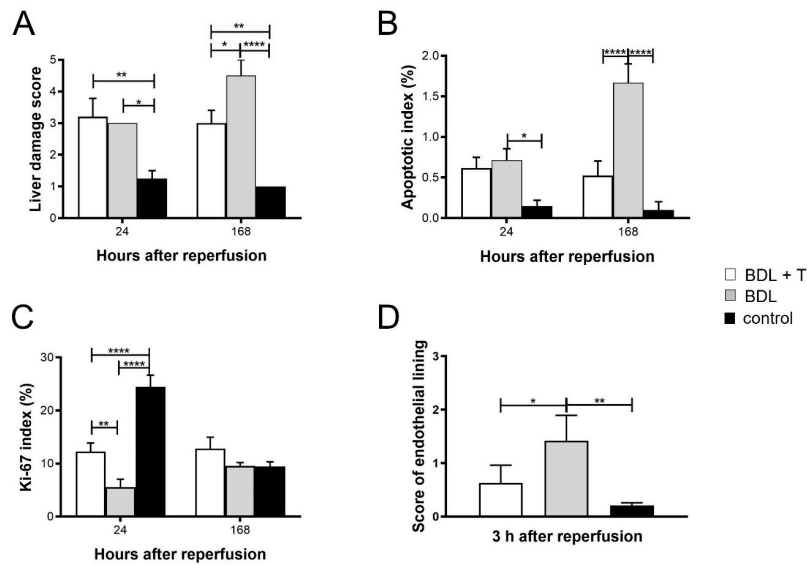 A
Liver damage score
5
4
3
2
1
0
**
*
**
*
****
24
168
Hours after reperfusion
B
Apoptotic index (%)
2.0
1.5
1.0
0.5
0.0
*
****
****
24
168
Hours after reperfusion
BDL + T
BDL
control
C
Ki-67 index (%)
30
20
10
0
****
****
**
24
168
Hours after reperfusion
D
Score of endothelial lining
3
2
1
0
*
**
3 h after reperfusion